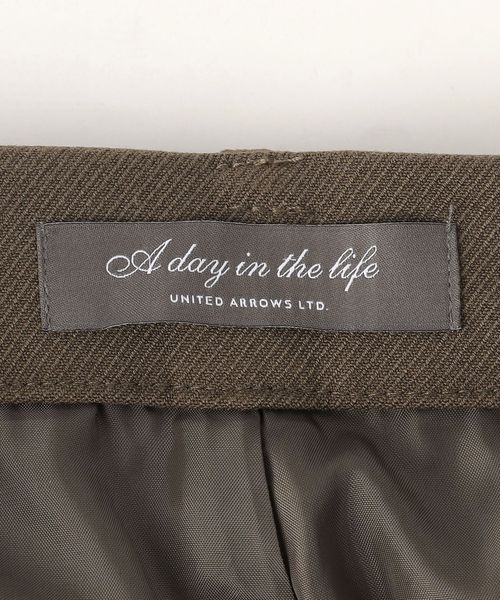 A day in the life
UNITED ARROWS LTD.